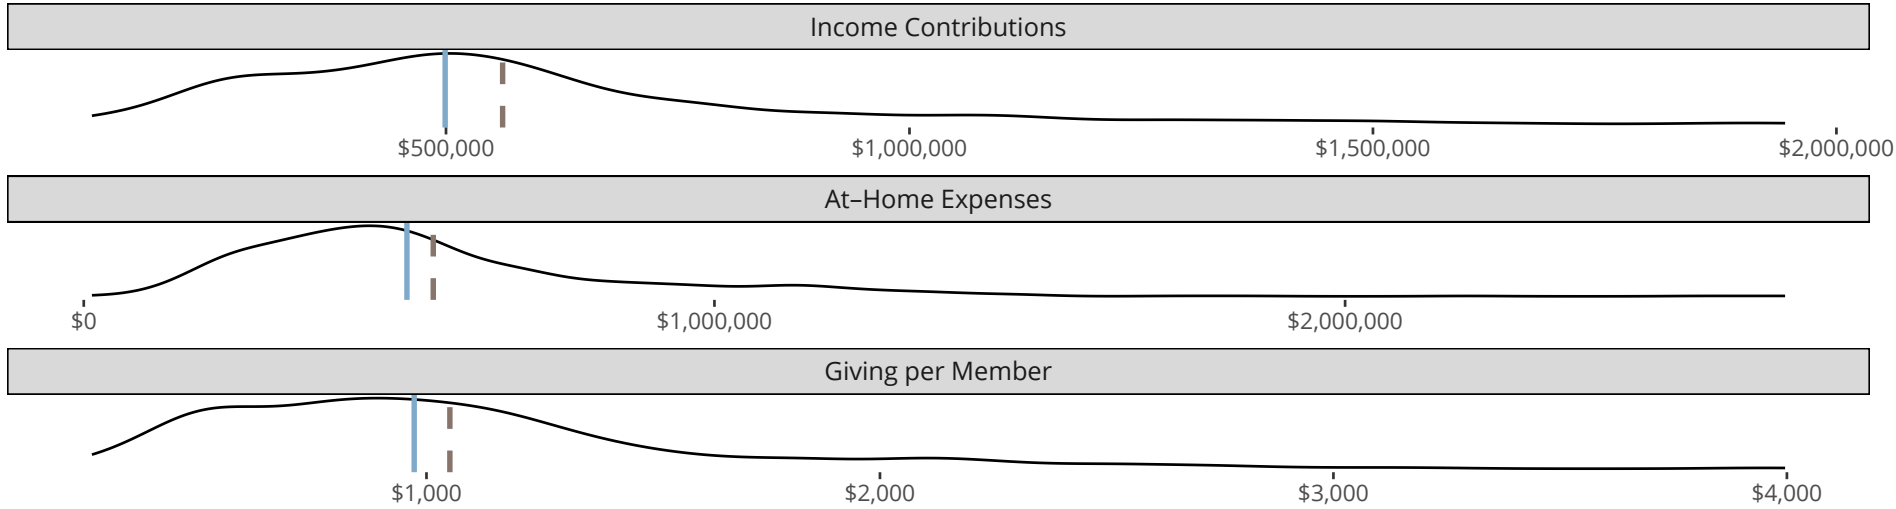 Income Contributions
$500,000 $1,000,000 $1,500,000 $2,000,000
At–Home Expenses
$0 $1,000,000 $2,000,000
Giving per Member
$1,000 $2,000 $3,000 $4,000